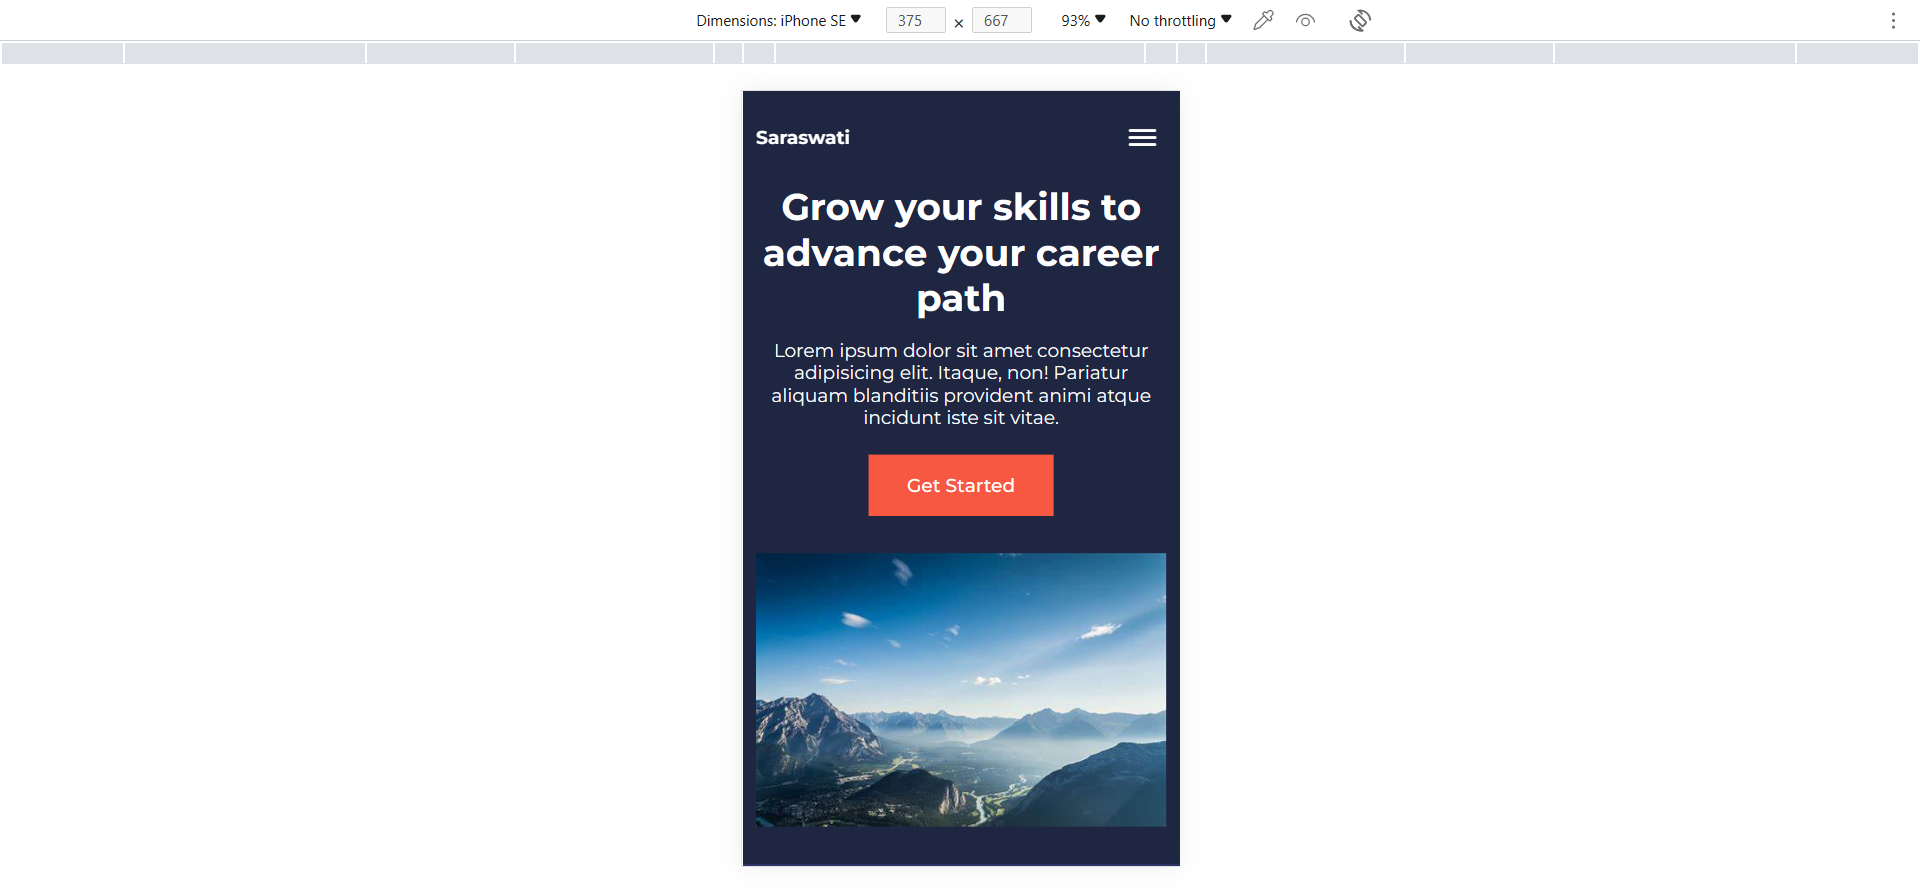 Dimensions: iPhone SE 375 × 667 93% No throttling
Saraswati
Grow your skills to
advance your career
path
Lorem ipsum dolor sit amet consectetur
adipisicing elit. Itaque, non! Pariatur
aliquam blanditiis provident animi atque
incidunt iste sit vitae.
Get Started